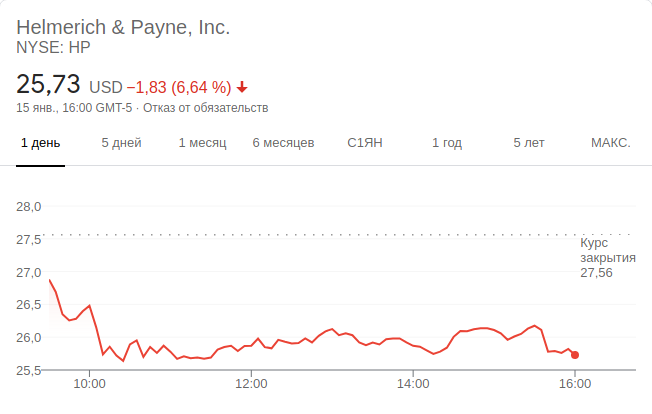 Helmerich & Payne, Inc.
NYSE: HP
25,73 USD −1,83 (6,64 %)
15 янв., 16:00 GMT-5 · Отказ от обязательств
1 день 5 дней 1 месяц 6 месяцев С1ЯН 1 год 5 лет МАКС.
28,0
27,5
Курс
закрытия
27,56
27,0
26,5
26,0
25,5
10:00 12:00 14:00 16:00